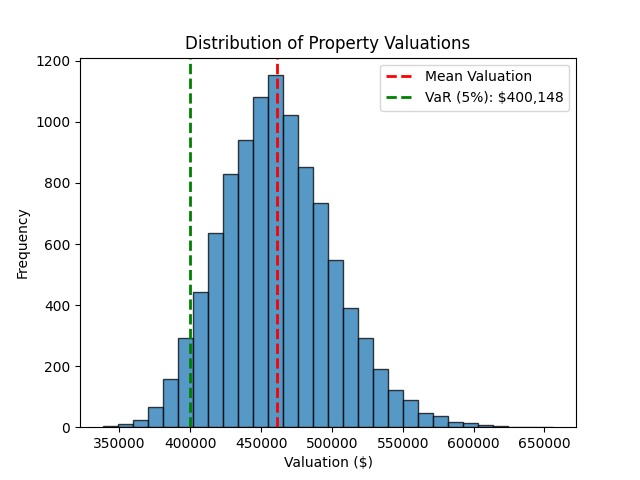 Distribution of Property Valuations
Mean Valuation
VaR (5%): $400,148
1200
1000
800
600
400
200
0
Frequency
350000 400000 450000 500000 550000 600000 650000
Valuation ($)